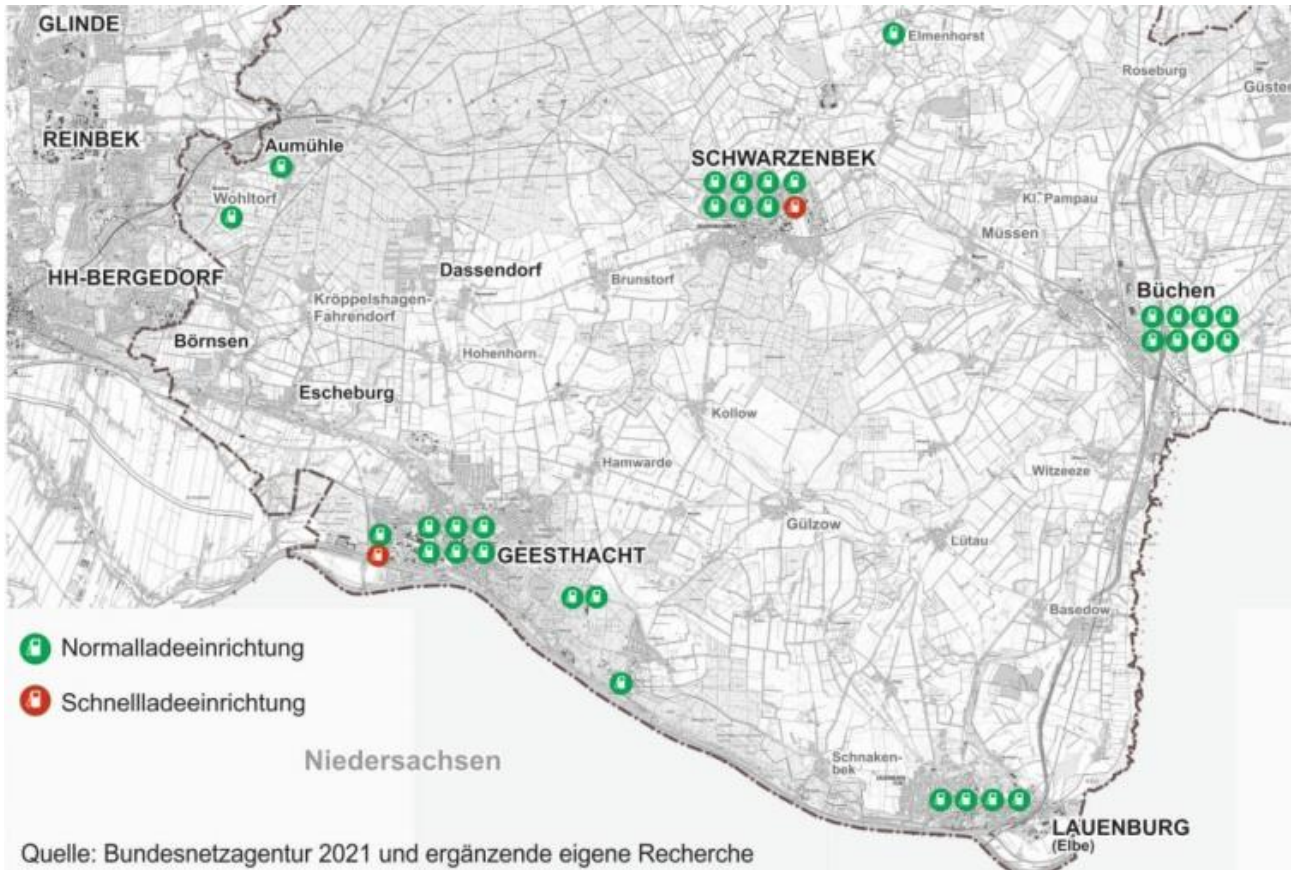 GLINDE
Elmenhorst
Roseburg
Güster
REINBEK
Aumühle
SCHWARZENBEK
Wohltorf
Kl. Pampau
Müssen
HH-BERGEDORF
Dassendorf
Brunstorf
Büchen
Kröppelshagen-
Fahrendorf
Börnsen
Hohenhorn
Escheburg
Kollow
Hamwarde
Witzeeze
Gülzow
Lütau
GEESTHACHT
Basedow
Normalladeeinrichtung
Schnellladeeinrichtung
Niedersachsen
Schnaken-
bek
LAUENBURG
(Elbe)
Quelle: Bundesnetzagentur 2021 und ergänzende eigene Recherche